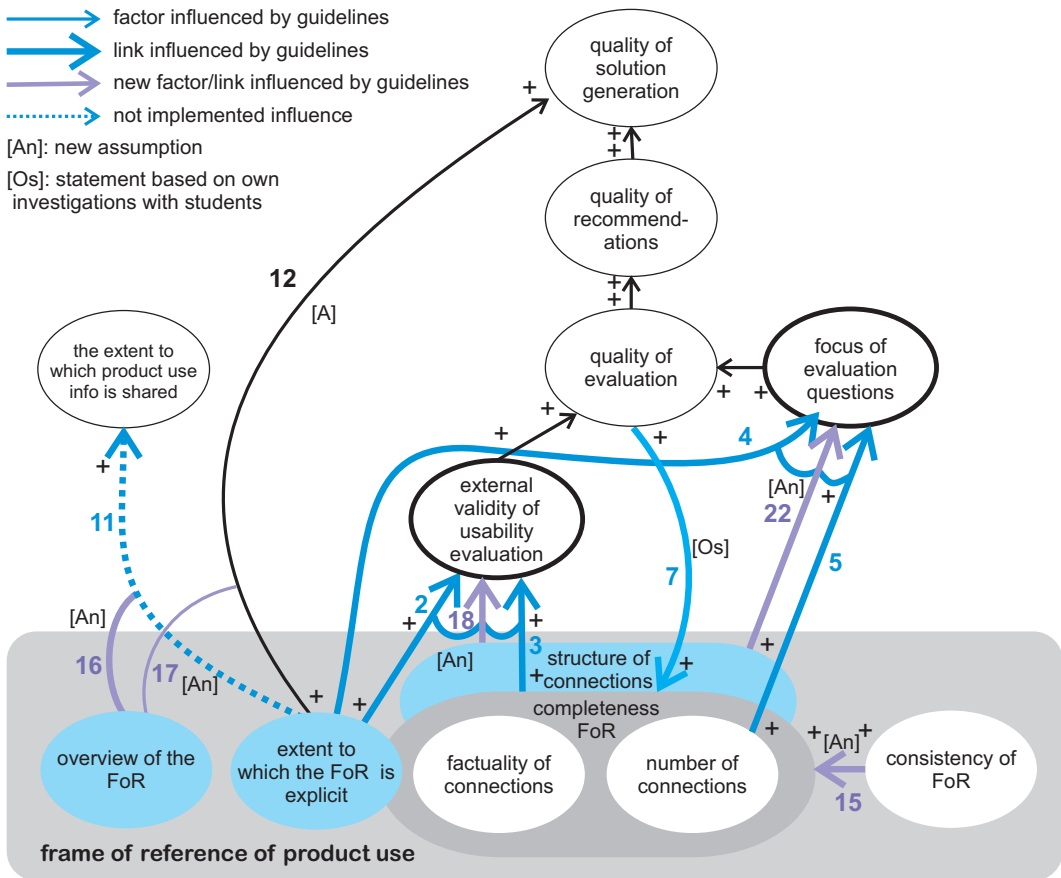 factor influenced by guidelines
link influenced by guidelines
new factor/link influenced by guidelines
not implemented influence
[An]: new assumption
[Os]: statement based on own
investigations with students
quality of
solution
generation
+
+
+
quality of
recommend-
ations
12
[A]
+
+
the extent to
which product use
info is shared
quality of
evaluation
focus of
evaluation
questions
+
+
+
+
+
4
+
11
external
validity of
usability
evaluation
[An]
22
+
[Os]
7
5
[An]
16
17
[An]
2
+
18
3
+
[An]
+
+
+
+
+
structure of
connections
completeness
FoR
+
overview of the
FoR
extent to
which the FoR is
explicit
factuality of
connections
number of
connections
+
[An]
+
15
consistency of
FoR
frame of reference of product use